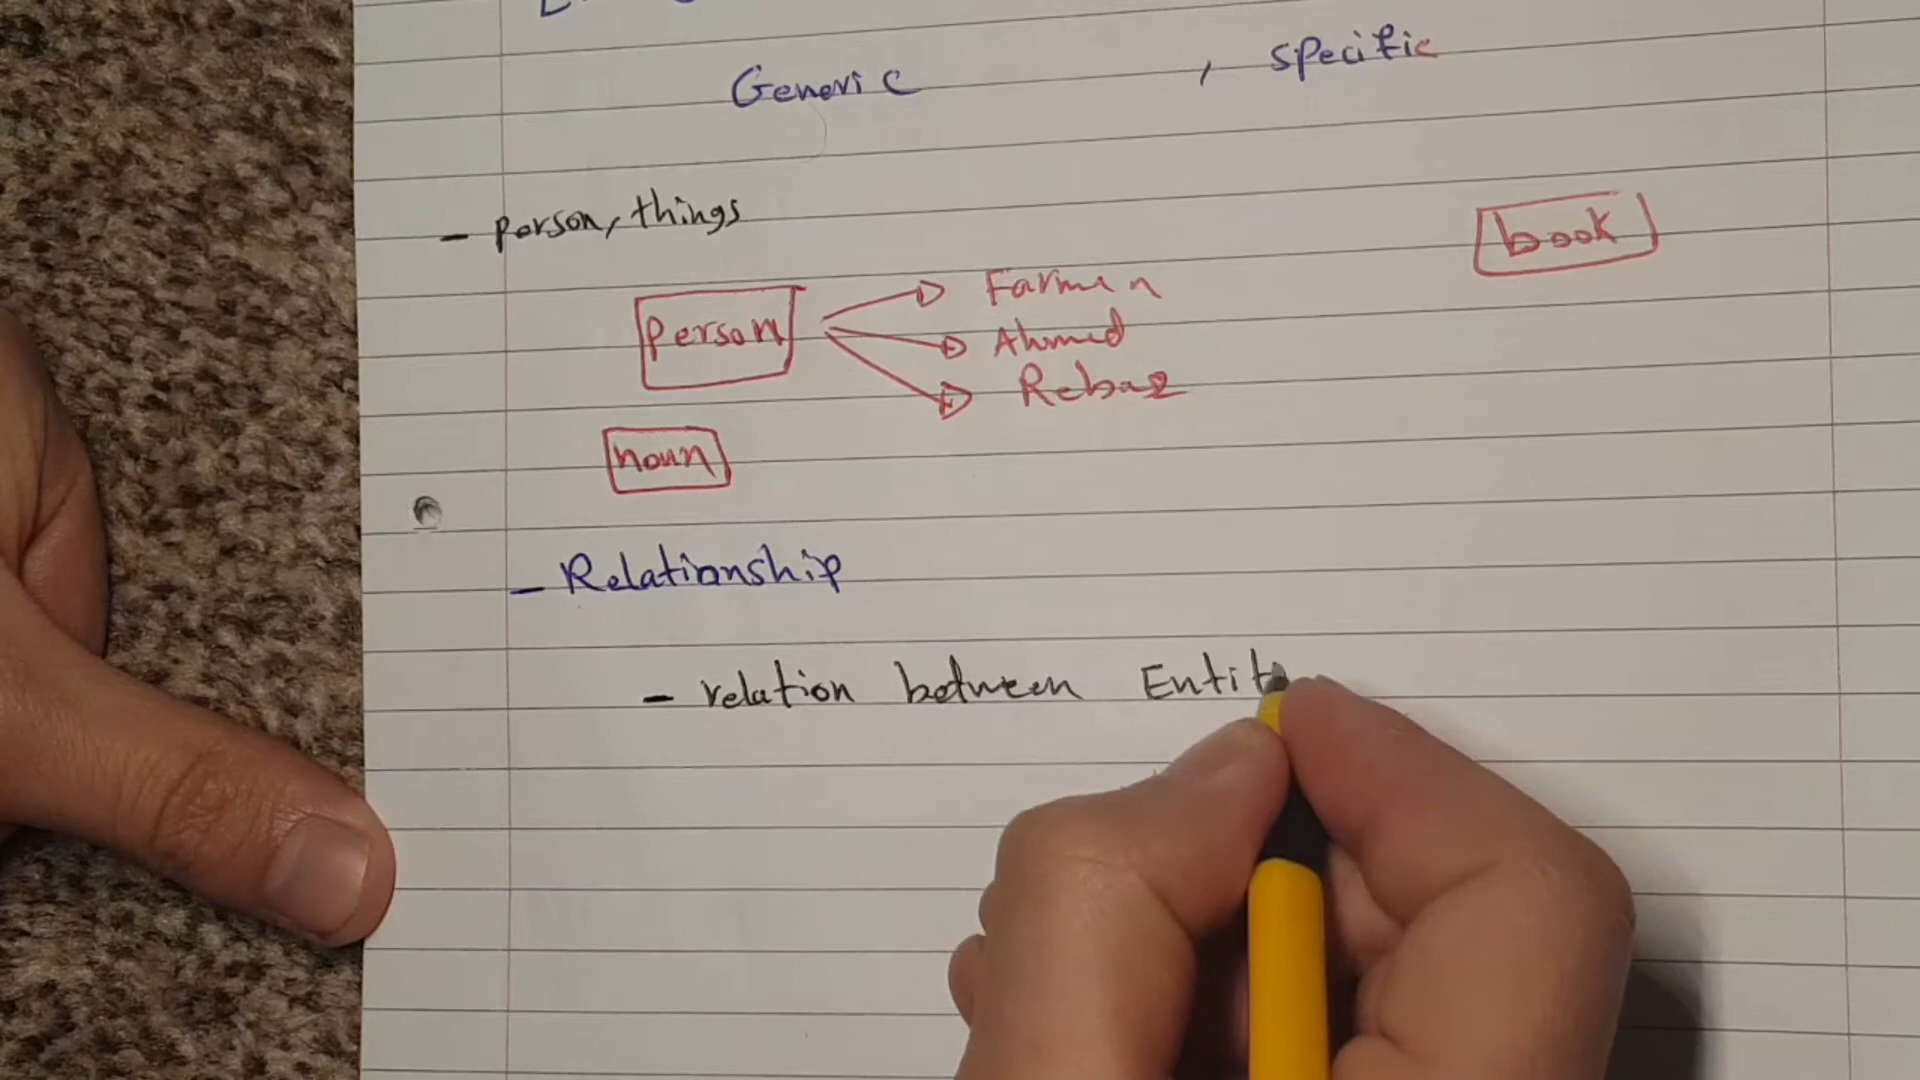 Generic , specific
- person, things
book
person
Farman
Ahmed
Rebaz
noun
- Relationship
- relation between Entit